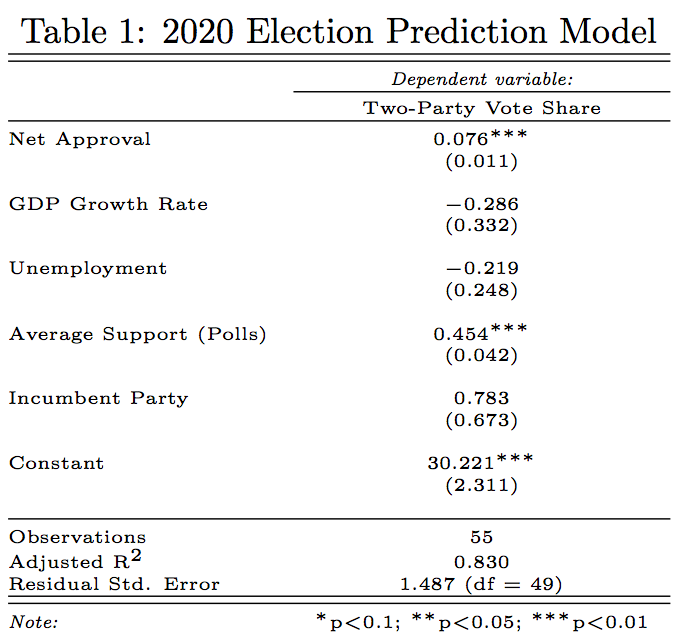 Table 1: 2020 Election Prediction Model
Dependent variable:
Two-Party Vote Share
Net Approval 0.076***
(0.011)
GDP Growth Rate −0.286
(0.332)
Unemployment −0.219
(0.248)
Average Support (Polls) 0.454***
(0.042)
Incumbent Party 0.783
(0.673)
Constant 30.221***
(2.311)
Observations 55
Adjusted R2 0.830
Residual Std. Error 1.487 (df = 49)
Note: *p<0.1; **p<0.05; ***p<0.01